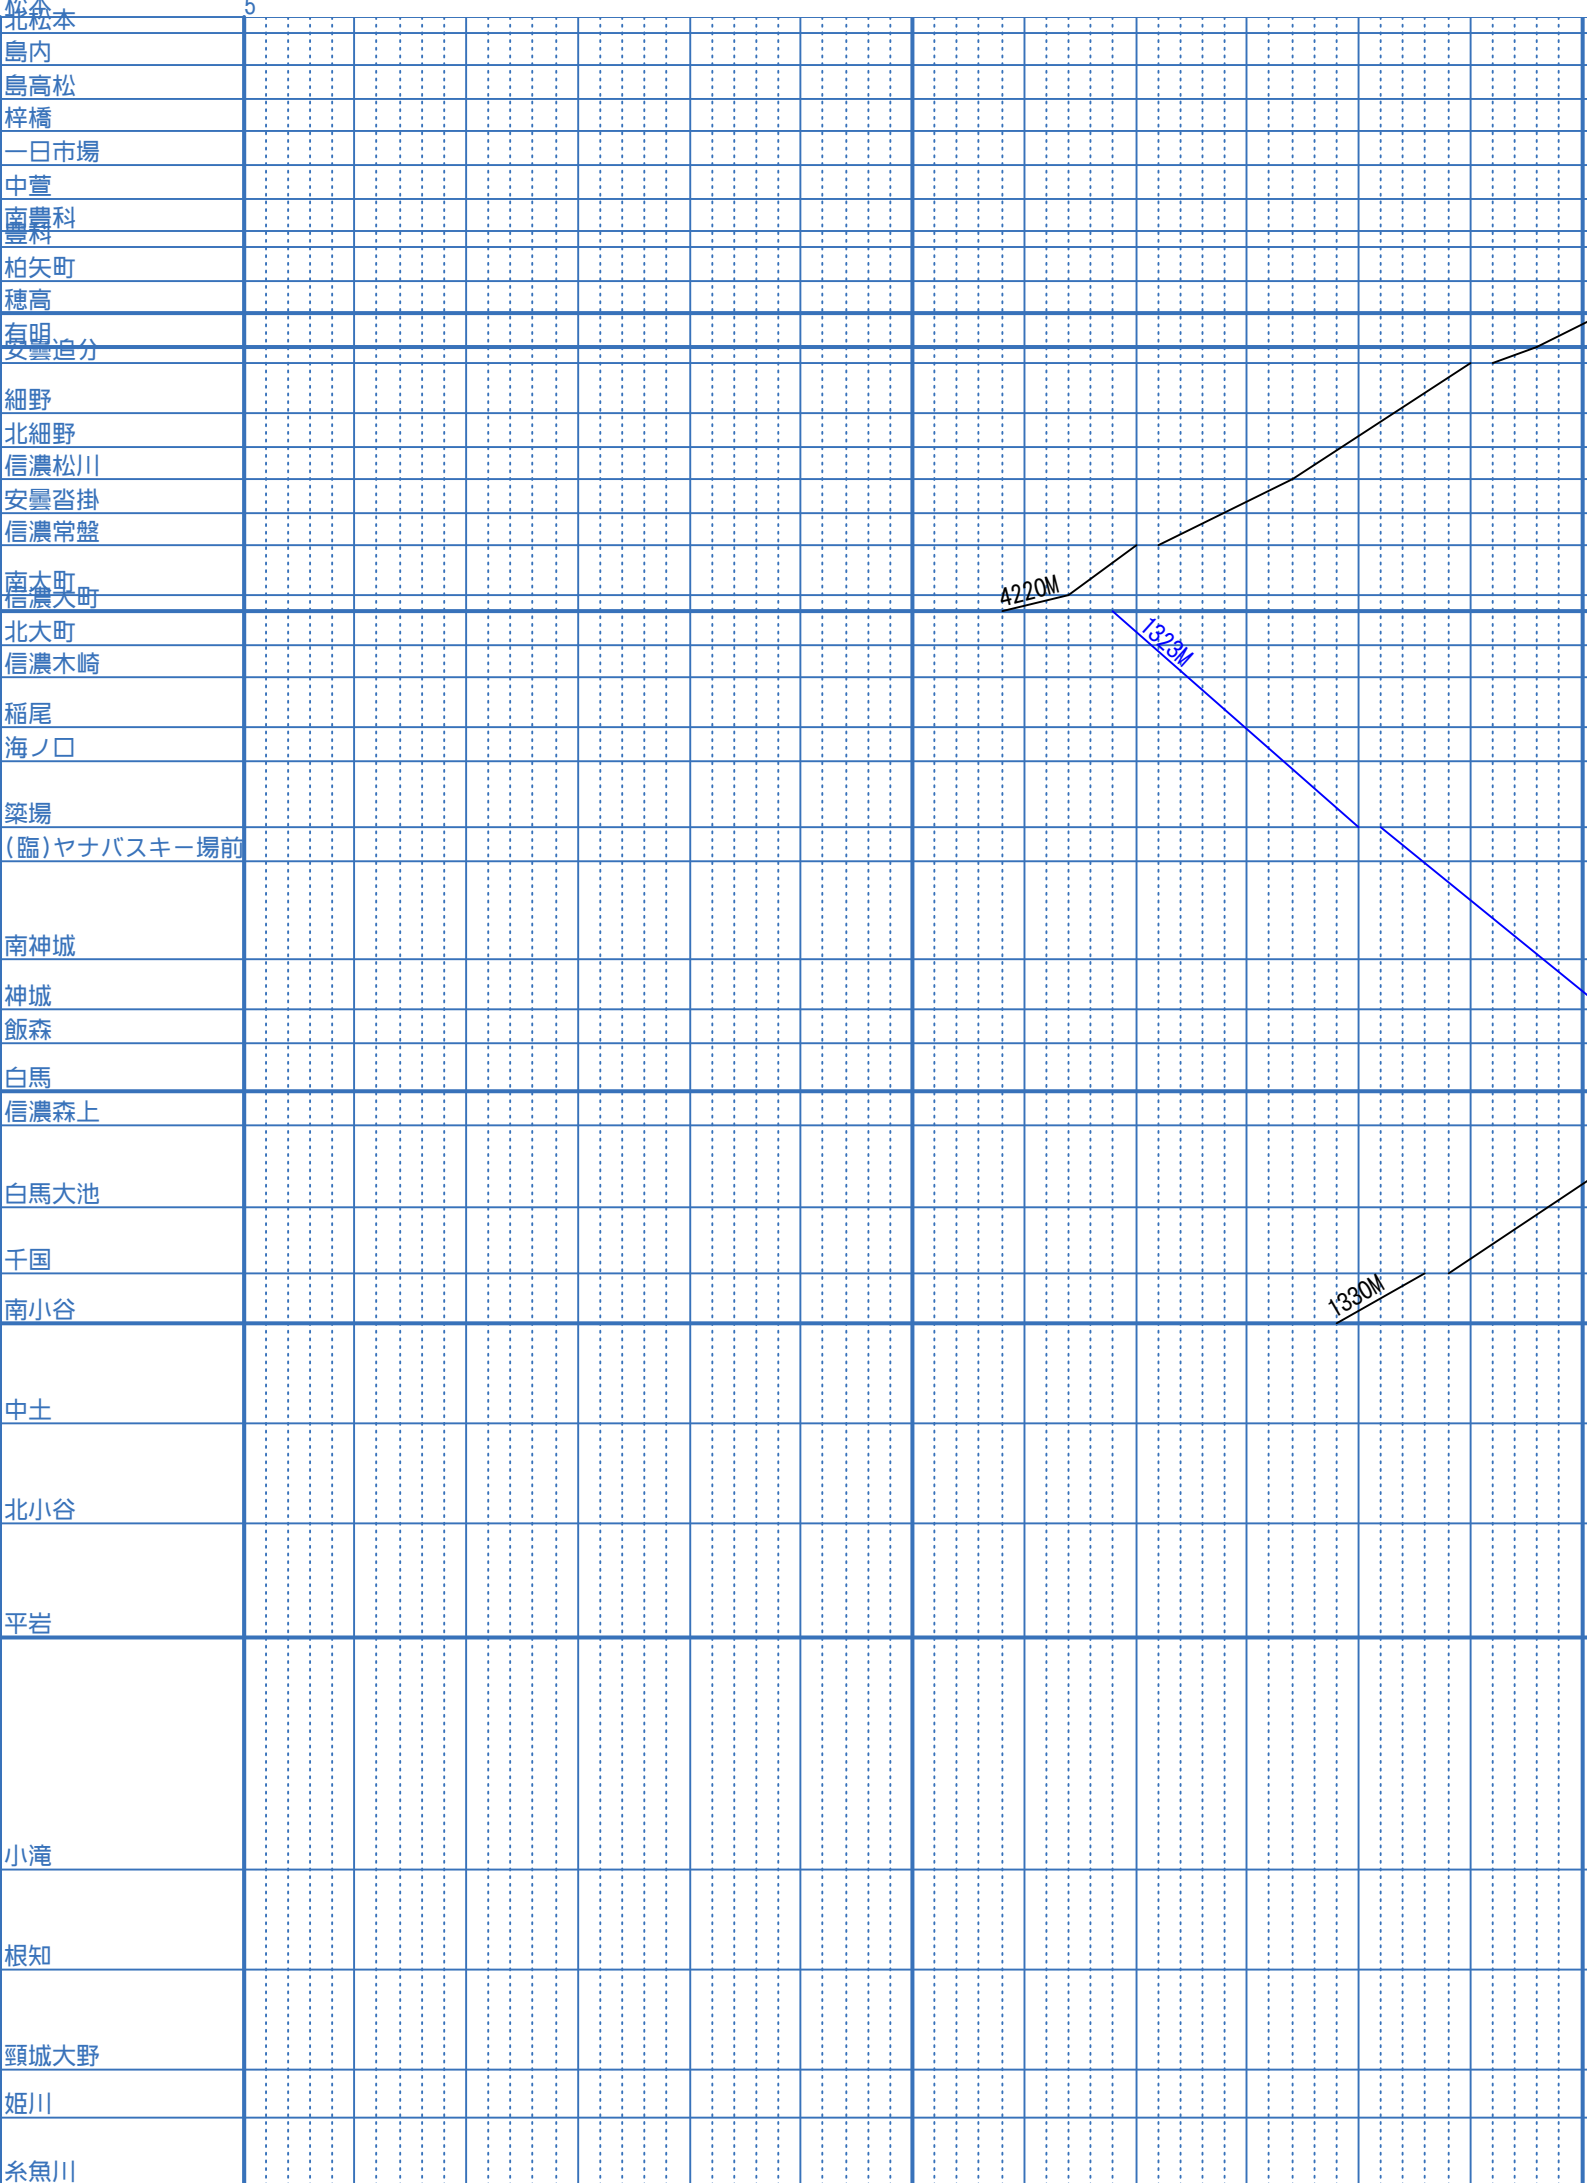 松本
5
北松本
島内
島高松
梓橋
一日市場
中萱
南豊科
豊科
柏矢町
穂高
有明
安曇追分
細野
北細野
信濃松川
安曇沓掛
信濃常盤
南大町
4220M
信濃大町
北大町
1323M
信濃木崎
稲尾
海ノ口
簗場
(臨)ヤナバスキー場前
南神城
神城
飯森
白馬
信濃森上
白馬大池
千国
1330M
南小谷
中土
北小谷
平岩
小滝
根知
頸城大野
姫川
糸魚川